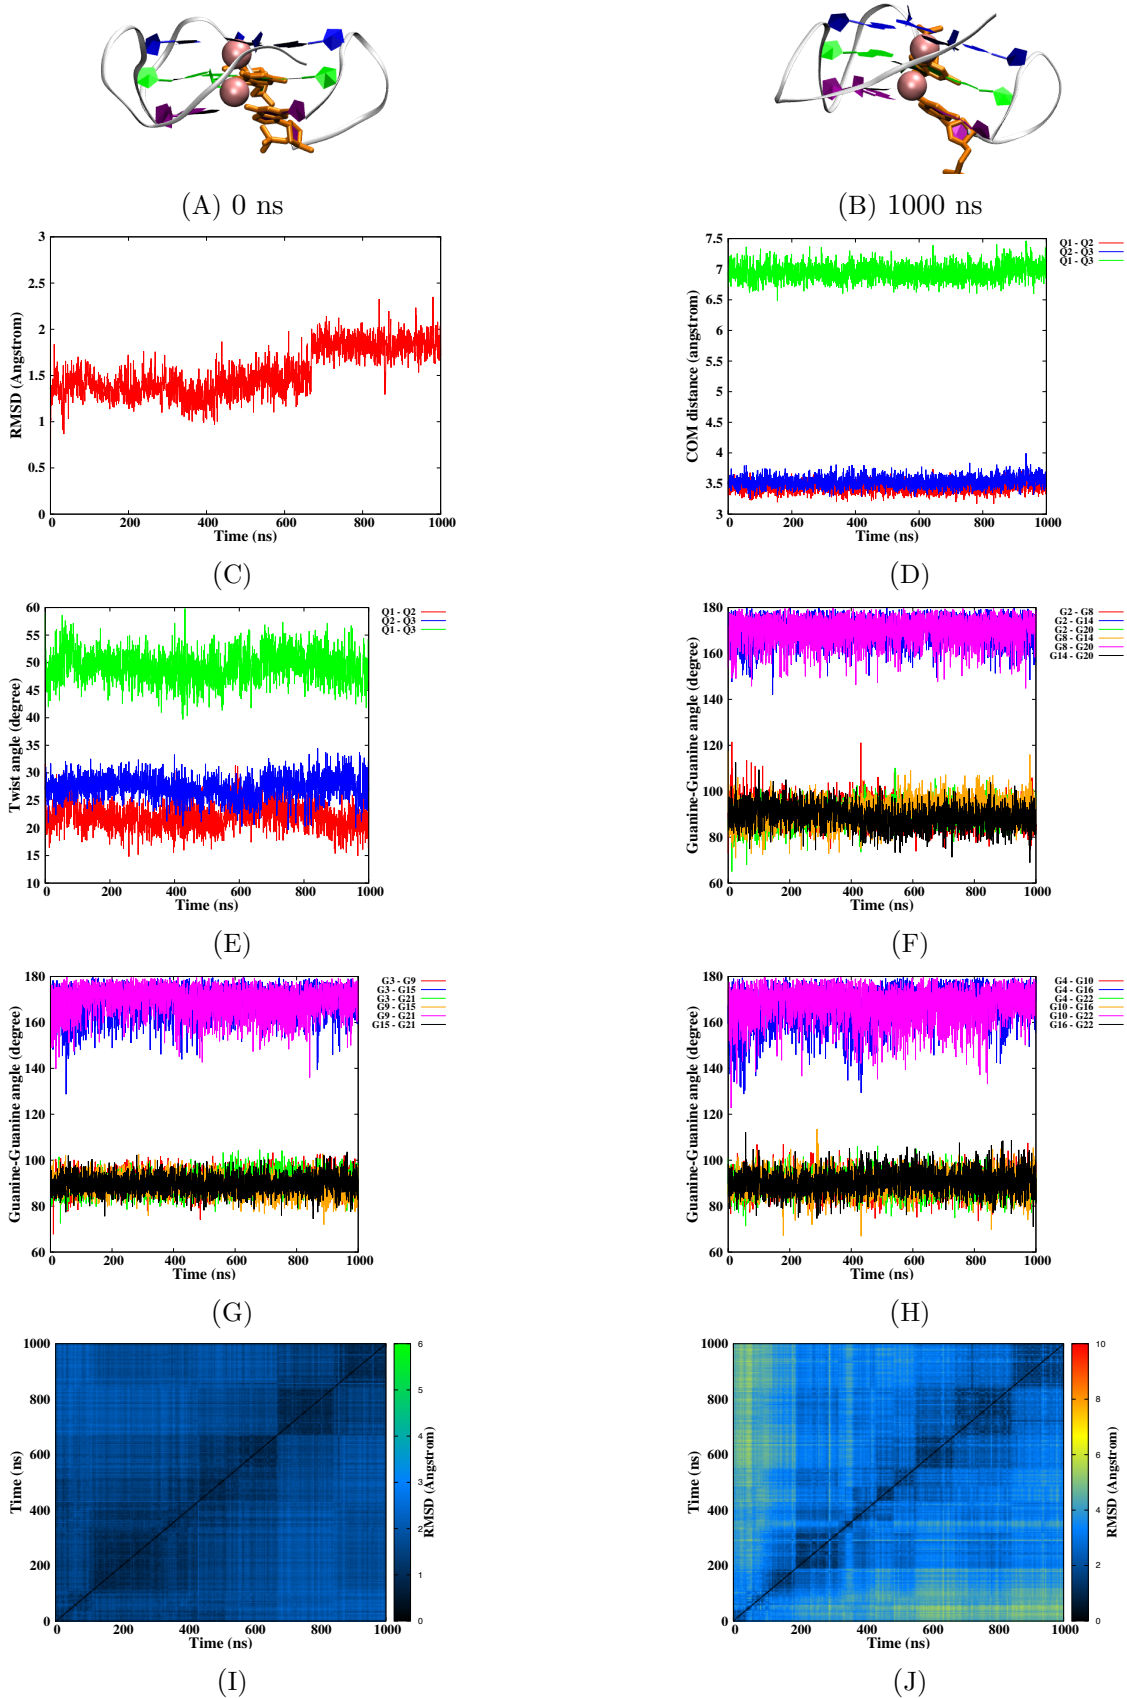 (A) 0 ns
(B) 1000 ns
RMSD (Angstrom)
3
2.5
2
1.5
1
0.5
0
0 200 400 600 800 1000
Time (ns)
(C)
COM distance (angstrom)
7.5
7
6.5
6
5.5
5
4.5
4
3.5
3
0 200 400 600 800 1000
Time (ns)
Q1 - Q2
Q2 - Q3
Q1 - Q3
(D)
Twist angle (degree)
60
55
50
45
40
35
30
25
20
15
10
0 200 400 600 800 1000
Time (ns)
Q1 - Q2
Q2 - Q3
Q1 - Q3
(E)
Guanine-Guanine angle (degree)
180
160
140
120
100
80
60
0 200 400 600 800 1000
Time (ns)
G2 - G8
G2 - G14
G2 - G20
G8 - G14
G8 - G20
G14 - G20
(F)
Guanine-Guanine angle (degree)
180
160
140
120
100
80
60
0 200 400 600 800 1000
Time (ns)
G3 - G9
G3 - G15
G3 - G21
G9 - G15
G9 - G21
G15 - G21
(G)
Guanine-Guanine angle (degree)
180
160
140
120
100
80
60
0 200 400 600 800 1000
Time (ns)
G4 - G10
G4 - G16
G4 - G22
G10 - G16
G10 - G22
G16 - G22
(H)
Time (ns)
1000
800
600
400
200
0
0 200 400 600 800 1000
Time (ns)
6
5
4
3
2
1
0
RMSD (Angstrom)
(I)
Time (ns)
1000
800
600
400
200
0
0 200 400 600 800 1000
Time (ns)
10
8
6
4
2
0
RMSD (Angstrom)
(J)